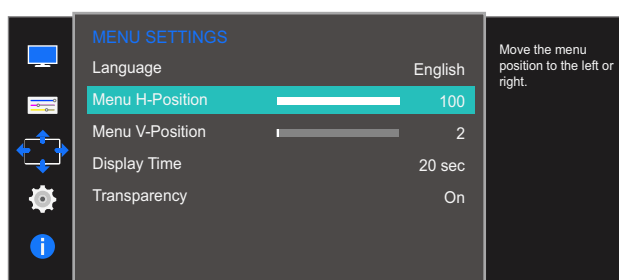 MENU SETTINGS
Language English
Menu H-Position 100
Menu V-Position 2
Display Time 20 sec
Transparency On
Move the menu
position to the left or
right.